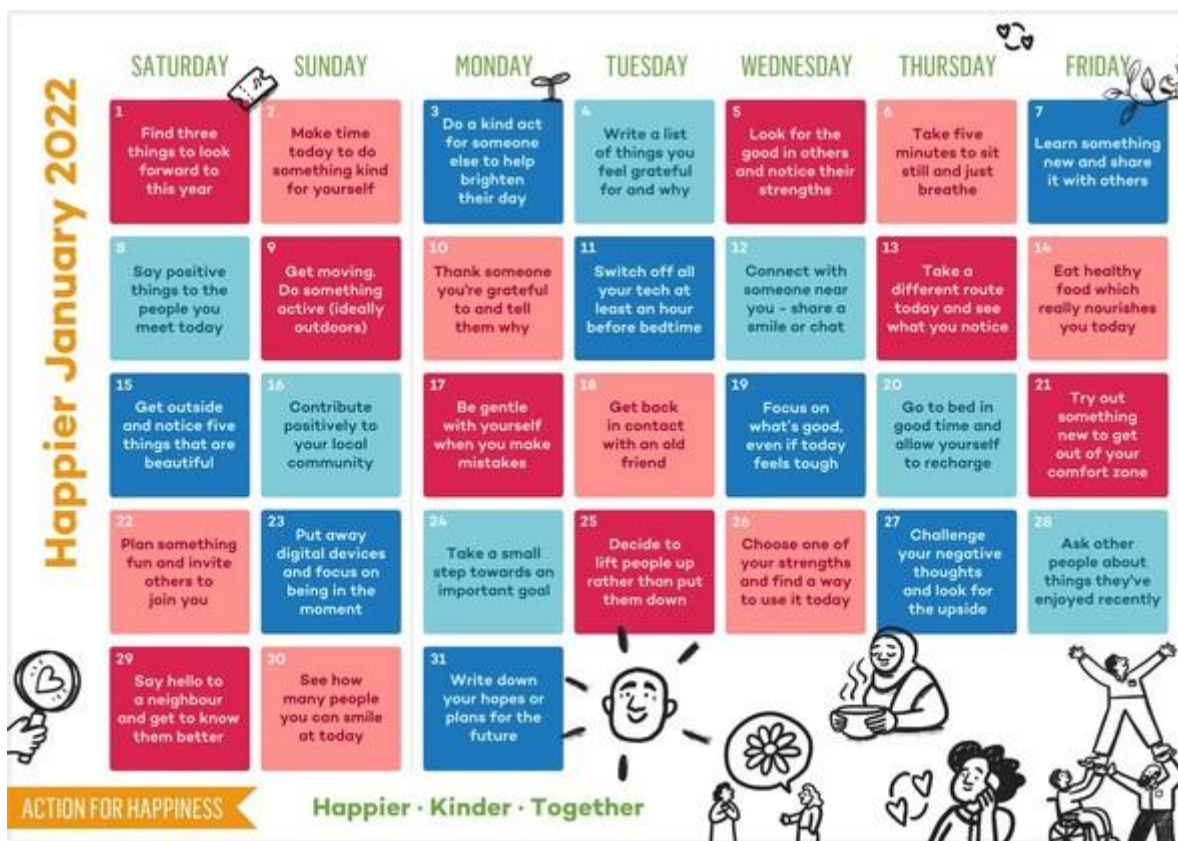 Happier January 2022
SATURDAY
SUNDAY
MONDAY
TUESDAY
WEDNESDAY
THURSDAY
FRIDAY
1
Find three
things to look
forward to
this year
2
Make time
today to do
something kind
for yourself
3
Do a kind act
for someone
else to help
brighten
their day
4
Write a list
of things you
feel grateful
for and why
5
Look for the
good in others
and notice their
strengths
6
Take five
minutes to sit
still and just
breathe
7
Learn something
new and share
it with others
8
Say positive
things to the
people you
meet today
9
Get moving.
Do something
active (ideally
outdoors)
10
Thank someone
you're grateful
to and tell
them why
11
Switch off all
your tech at
least an hour
before bedtime
12
Connect with
someone near
you - share a
smile or chat
13
Take a
different route
today and see
what you notice
14
Eat healthy
food which
really nourishes
you today
15
Get outside
and notice five
things that are
beautiful
16
Contribute
positively to
your local
community
17
Be gentle
with yourself
when you make
mistakes
18
Get back
in contact
with an old
friend
19
Focus on
what's good,
even if today
feels tough
20
Go to bed in
good time and
allow yourself
to recharge
21
Try out
something
new to get
out of your
comfort zone
22
Plan something
fun and invite
others to
join you
23
Put away
digital devices
and focus on
being in the
moment
24
Take a small
step towards an
important goal
25
Decide to
lift people up
rather than put
them down
26
Choose one of
your strengths
and find a way
to use it today
27
Challenge
your negative
thoughts
and look for
the upside
28
Ask other
people about
things they've
enjoyed recently
29
Say hello to
a neighbour
and get to know
them better
30
See how
many people
you can smile
at today
31
Write down
your hopes or
plans for the
future
ACTION FOR HAPPINESS
Happier · Kinder · Together